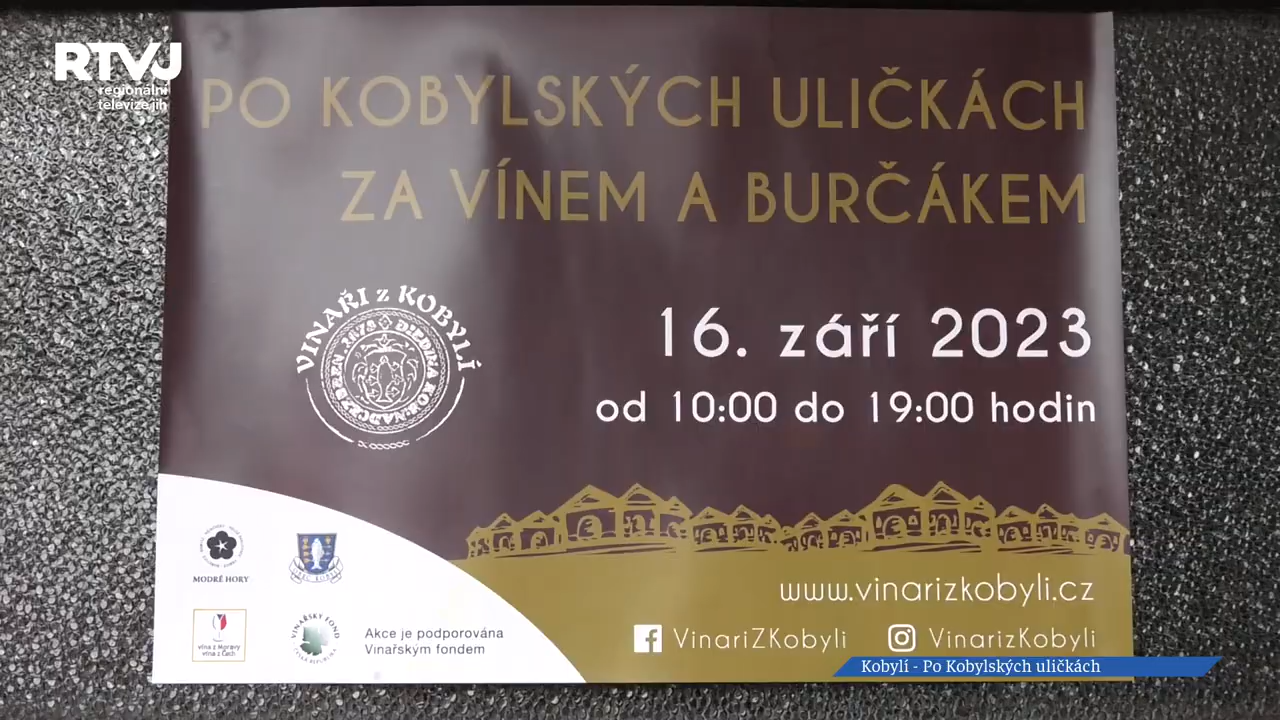 RTVJ
regionální
televize jih
PO KOBYLSKÝCH ULIČKÁCH
ZA VÍNEM A BURČÁKEM
VINAŘI z KOBYLÍ
16. září 2023
od 10:00 do 19:00 hodin
MODRÉ HORY
vína z Moravy
vína z Čech
VINAŘSKÝ FOND
ČESKÁ REPUBLIKA
Akce je podporována
Vinařským fondem
www.vinarizkobyli.cz
VinariZKobyli
VinarizKobyli
Kobylí - Po Kobylských uličkách